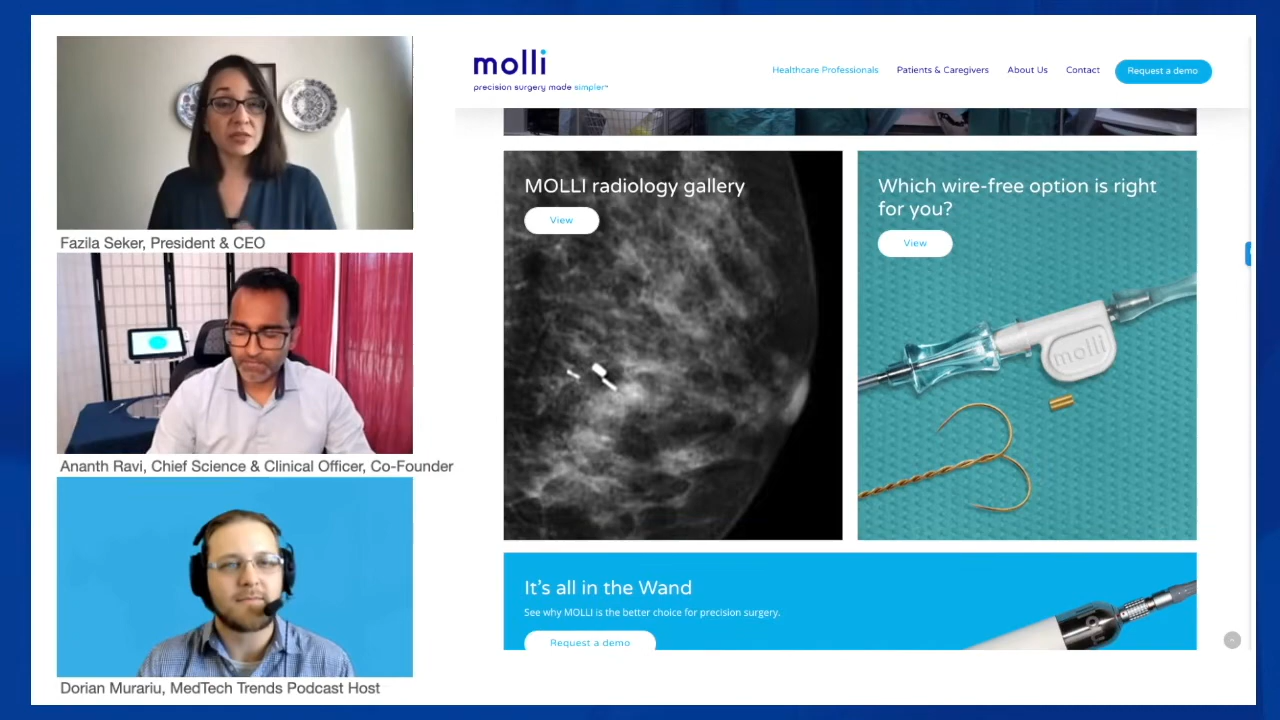 Fazila Seker, President & CEO
Ananth Ravi, Chief Science & Clinical Officer, Co-Founder
Dorian Murariu, MedTech Trends Podcast Host
molli
precision surgery made simpler™
Healthcare Professionals
Patients & Caregivers
About Us
Contact
Request a demo
MOLLI radiology gallery
View
Which wire-free option is right
for you?
View
molli
It's all in the Wand
See why MOLLI is the better choice for precision surgery.
Request a demo